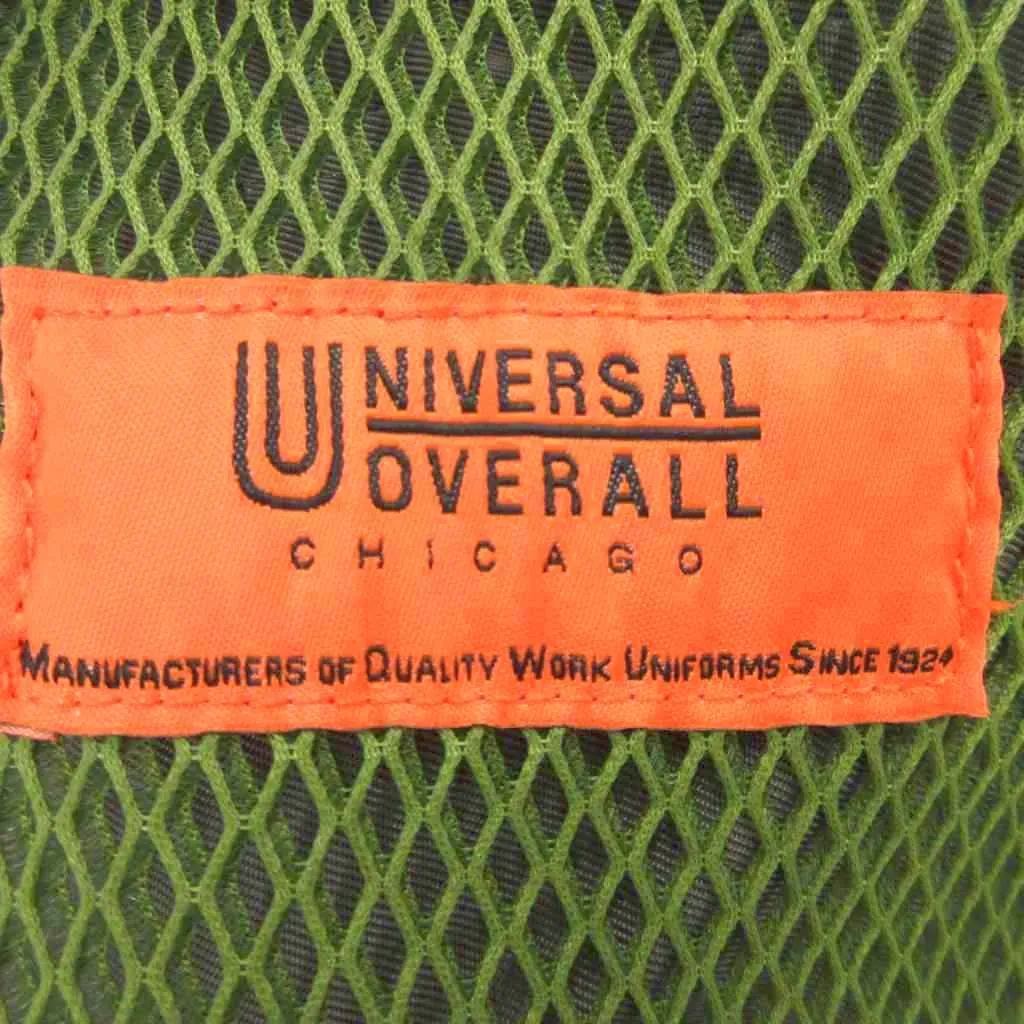 UNIVERSAL
OVERALL
CHICAGO
MANUFACTURERS OF QUALITY WORK UNIFORMS SINCE 1924